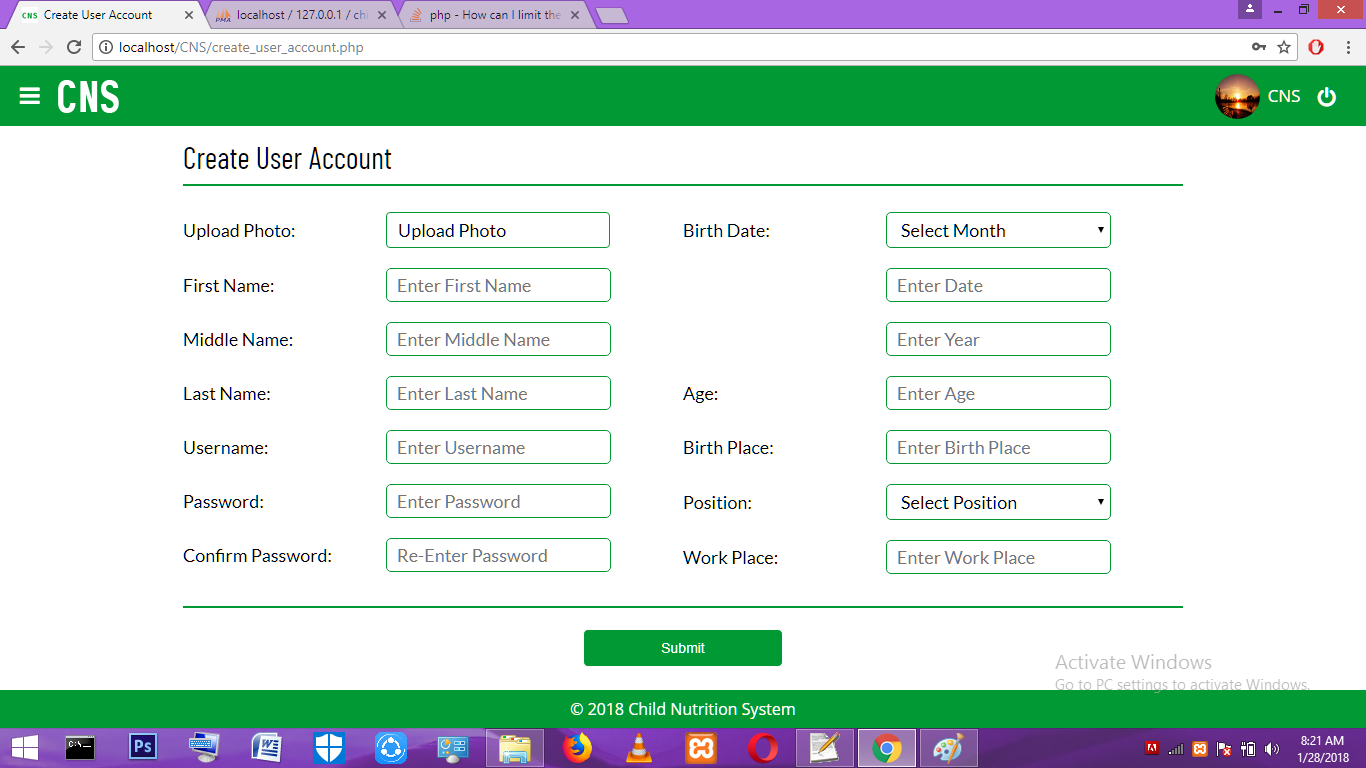 CNS Create User Account
PMA localhost / 127.0.0.1 / chi
php - How can I limit the
localhost/CNS/create_user_account.php
CNS
CNS
Create User Account
Upload Photo: Upload Photo Birth Date: Select Month
First Name: Enter First Name Enter Date
Middle Name: Enter Middle Name Enter Year
Last Name: Enter Last Name Age: Enter Age
Username: Enter Username Birth Place: Enter Birth Place
Password: Enter Password Position: Select Position
Confirm Password: Re-Enter Password Work Place: Enter Work Place
Submit
Activate Windows
Go to PC settings to activate Windows.
© 2018 Child Nutrition System
Ps
8:21 AM
1/28/2018